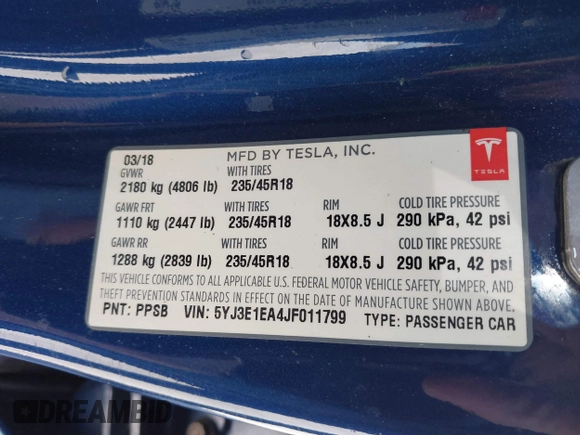 03/18 MFD BY TESLA, INC.
GVWR WITH TIRES
2180 kg (4806 lb) 235/45R18
TESLA
GAWR FRT WITH TIRES RIM COLD TIRE PRESSURE
1110 kg (2447 lb) 235/45R18 18X8.5 J 290 kPa, 42 psi
GAWR RR WITH TIRES RIM COLD TIRE PRESSURE
1288 kg (2839 lb) 235/45R18 18X8.5 J 290 kPa, 42 psi
THIS VEHICLE CONFORMS TO ALL APPLICABLE U.S. FEDERAL MOTOR VEHICLE SAFETY, BUMPER, AND
THEFT PREVENTION STANDARDS IN EFFECT ON THE DATE OF MANUFACTURE SHOWN ABOVE.
PNT: PPSB VIN: 5YJ3E1EA4JF011799 TYPE: PASSENGER CAR
DREAMBID